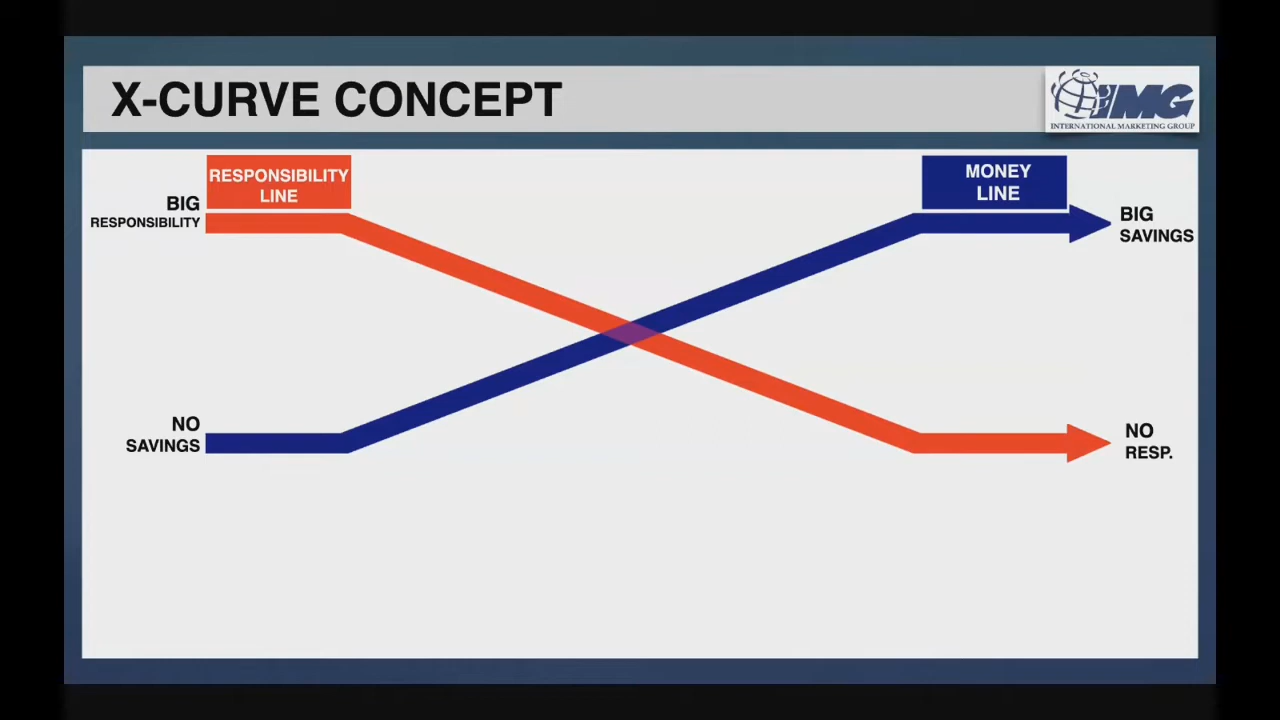 X-CURVE CONCEPT
IMG
INTERNATIONAL MARKETING GROUP
RESPONSIBILITY
LINE
MONEY
LINE
BIG
RESPONSIBILITY
BIG
SAVINGS
NO
SAVINGS
NO
RESP.